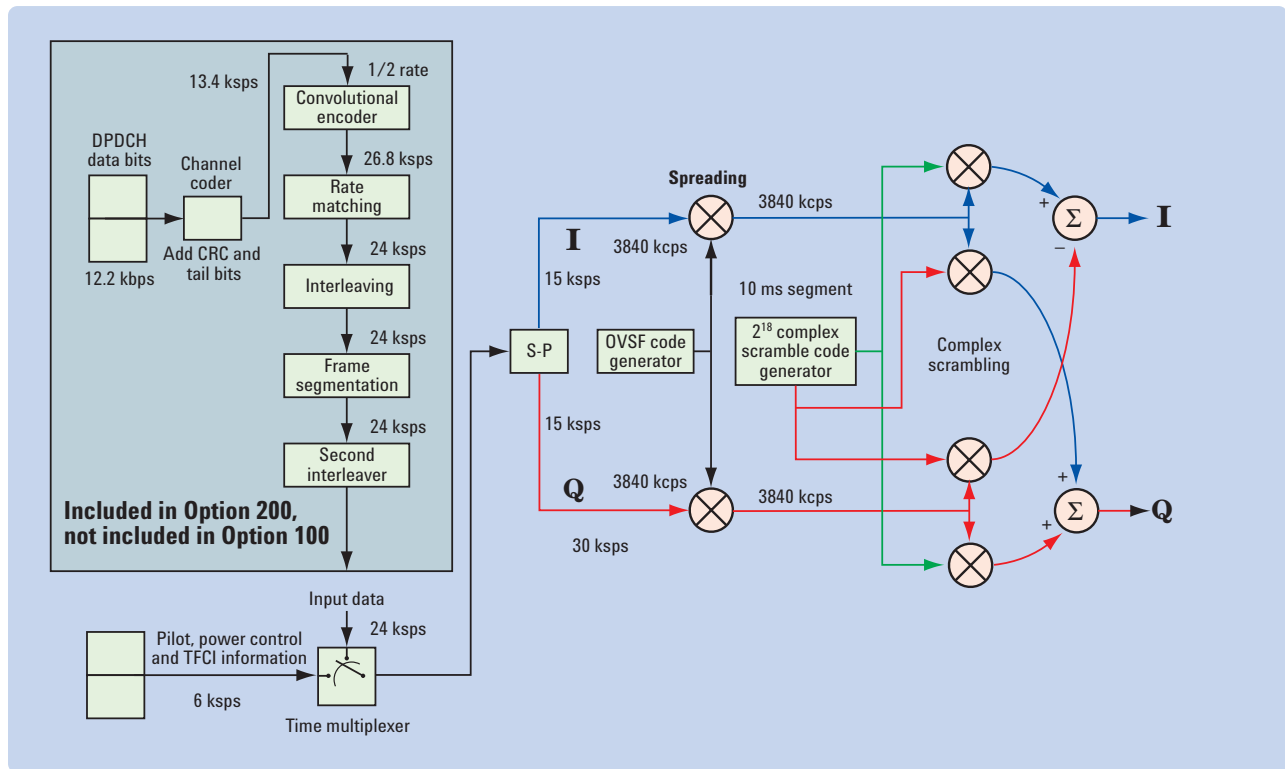 13.4 ksps
1/2 rate
Convolutional
encoder
DPDCH
data bits
Channel
coder
26.8 ksps
Rate
matching
Add CRC and
tail bits
12.2 kbps
24 ksps
Interleaving
24 ksps
Frame
segmentation
24 ksps
Second
interleaver
Included in Option 200,
not included in Option 100
Input data
24 ksps
Pilot, power control
and TFCI information
6 ksps
Time multiplexer
S-P
I
15 ksps
Q
15 ksps
30 ksps
Spreading
3840 kcps
3840 kcps
OVSF code
generator
3840 kcps
3840 kcps
10 ms segment
2¹⁸ complex
scramble code
generator
Complex
scrambling
+
Σ
−
I
+
Σ
+
Q